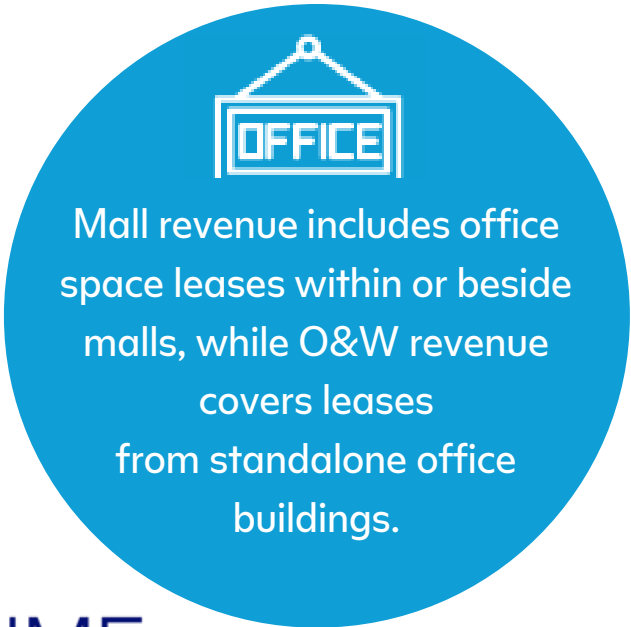 OFFICE
Mall revenue includes office
space leases within or beside
malls, while O&W revenue
covers leases
from standalone office
buildings.